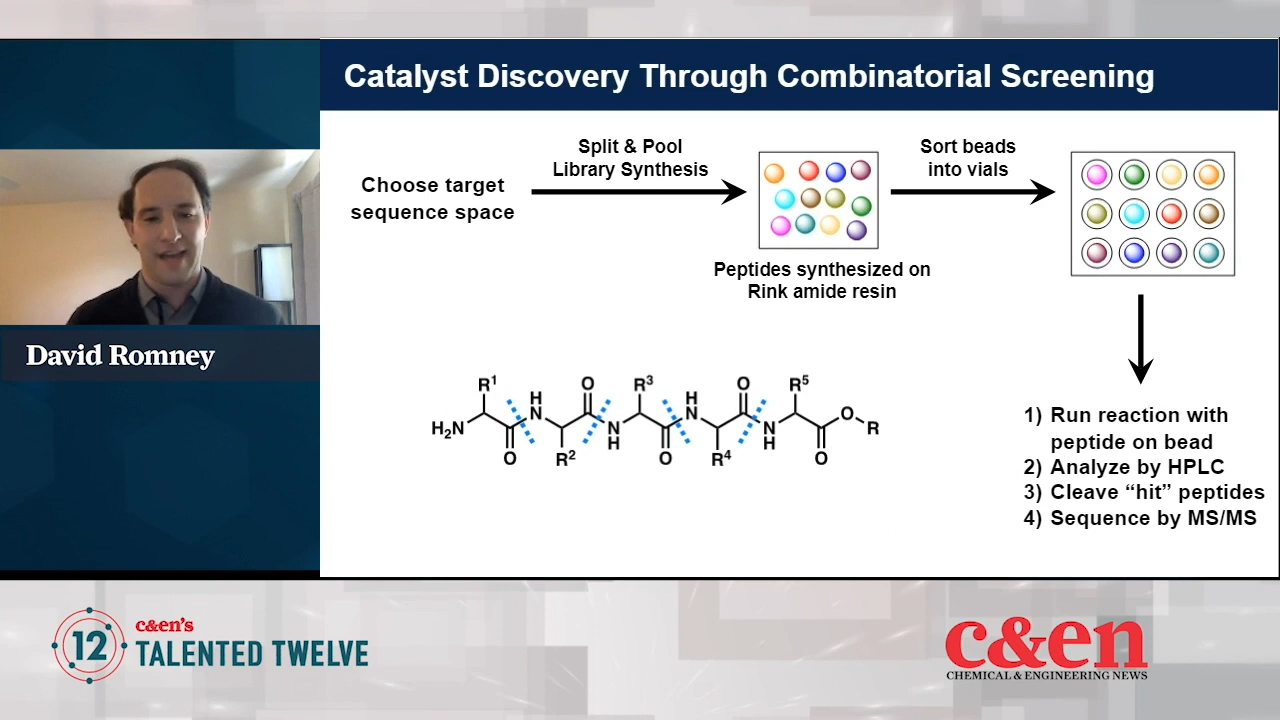 Catalyst Discovery Through Combinatorial Screening
Choose target
sequence space
Split & Pool
Library Synthesis
Peptides synthesized on
Rink amide resin
Sort beads
into vials
1) Run reaction with
peptide on bead
2) Analyze by HPLC
3) Cleave “hit” peptides
4) Sequence by MS/MS
R¹ O R³ O R⁵
H H
H₂N N N O R
N N
H H
O R² O R⁴ O
David Romney
12
c&en's
TALENTED TWELVE
c&en
CHEMICAL & ENGINEERING NEWS